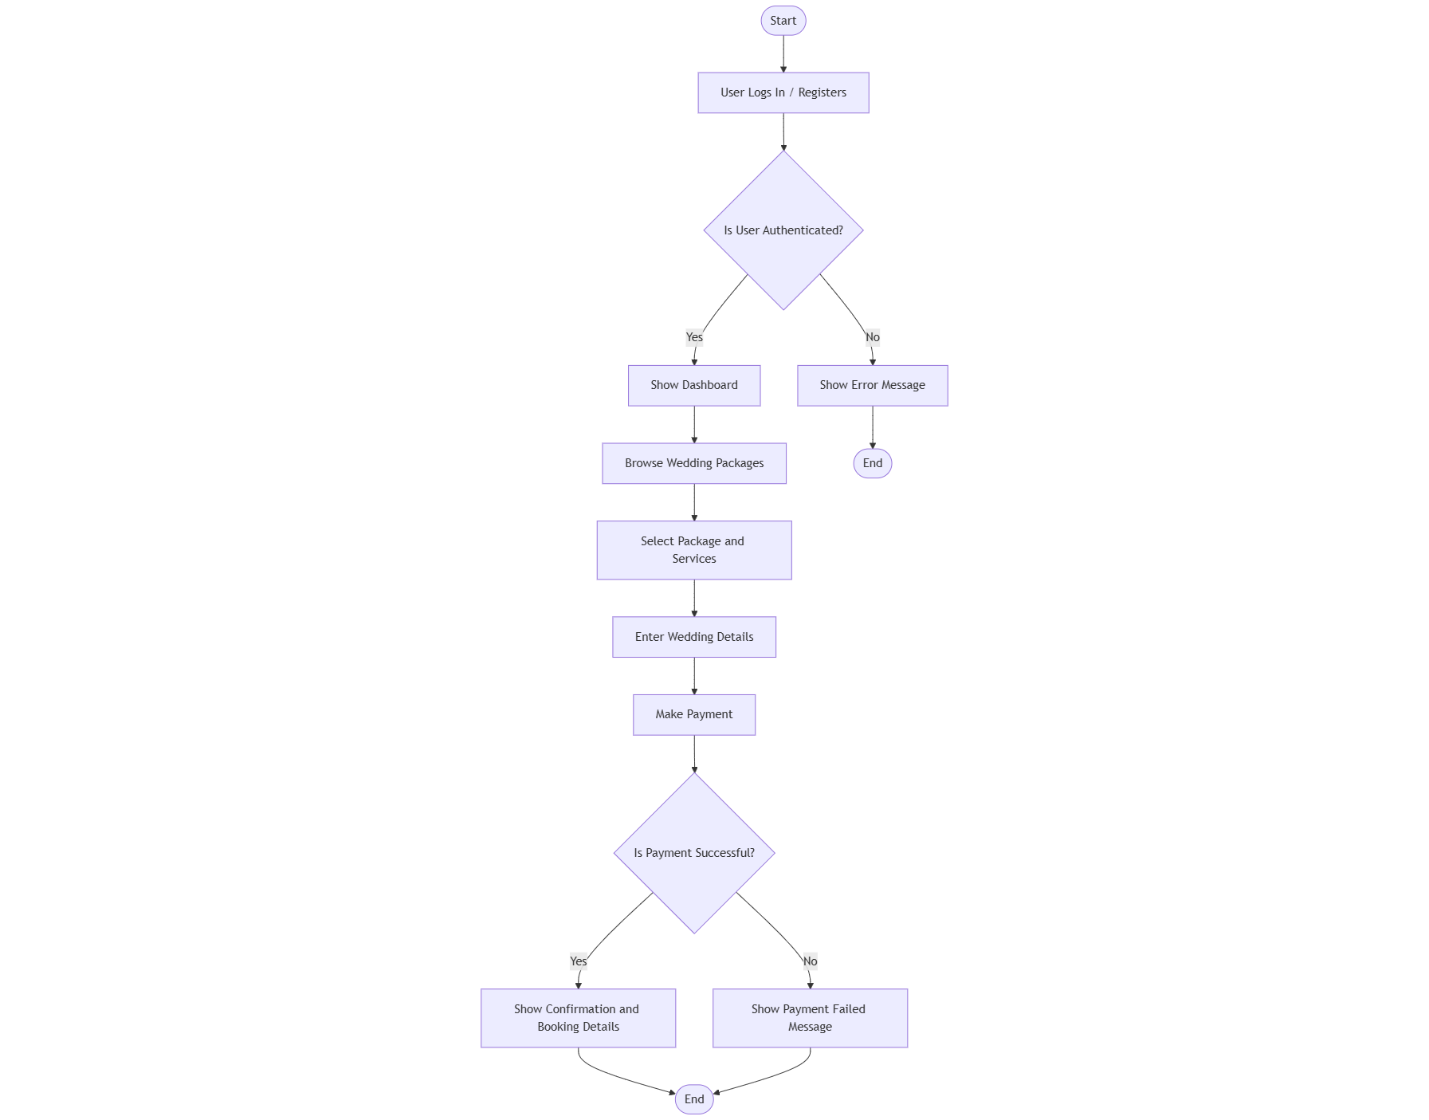 Start
User Logs In / Registers
Is User Authenticated?
Yes
No
Show Dashboard
Show Error Message
Browse Wedding Packages
End
Select Package and
Services
Enter Wedding Details
Make Payment
Is Payment Successful?
Yes
No
Show Confirmation and
Booking Details
Show Payment Failed
Message
End